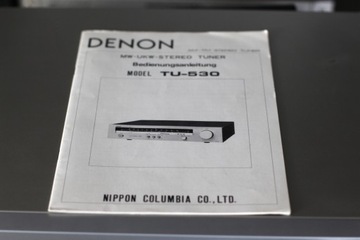 DENON
MW-UKW-STEREO TUNER
Bedienungsanleitung
MODEL TU-530
NIPPON COLUMBIA CO.,LTD.